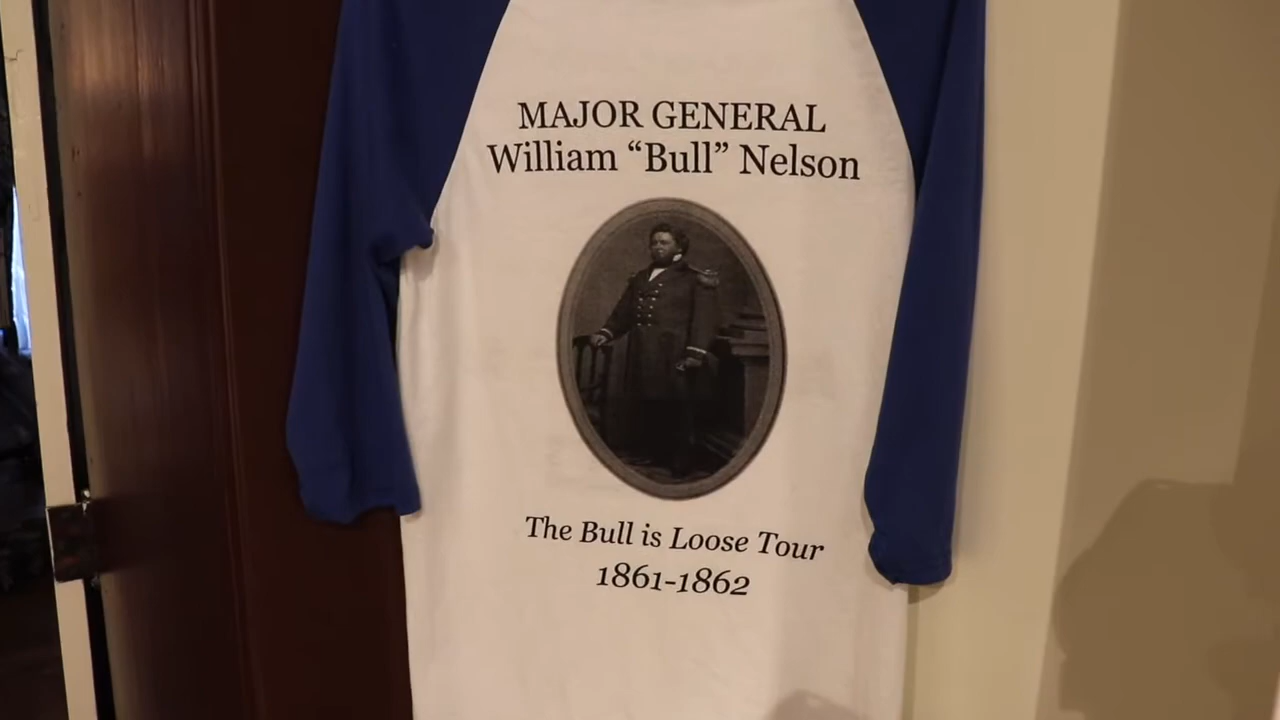 MAJOR GENERAL
William “Bull” Nelson
The Bull is Loose Tour
1861-1862